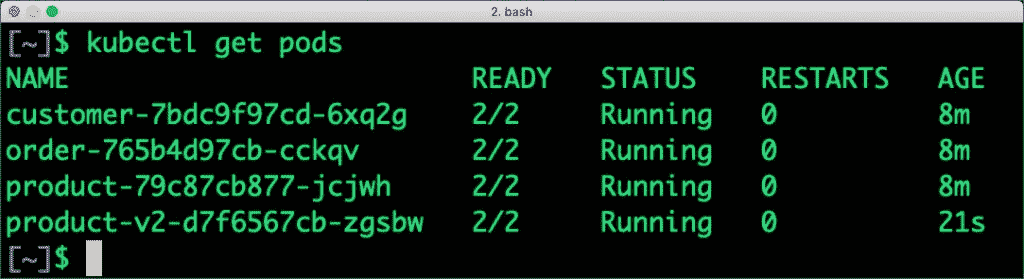 2. bash
[~]$ kubectl get pods
NAME READY STATUS RESTARTS AGE
customer-7bdc9f97cd-6xq2g 2/2 Running 0 8m
order-765b4d97cb-cckqv 2/2 Running 0 8m
product-79c87cb877-jcjwh 2/2 Running 0 8m
product-v2-d7f6567cb-zgsbw 2/2 Running 0 21s
[~]$